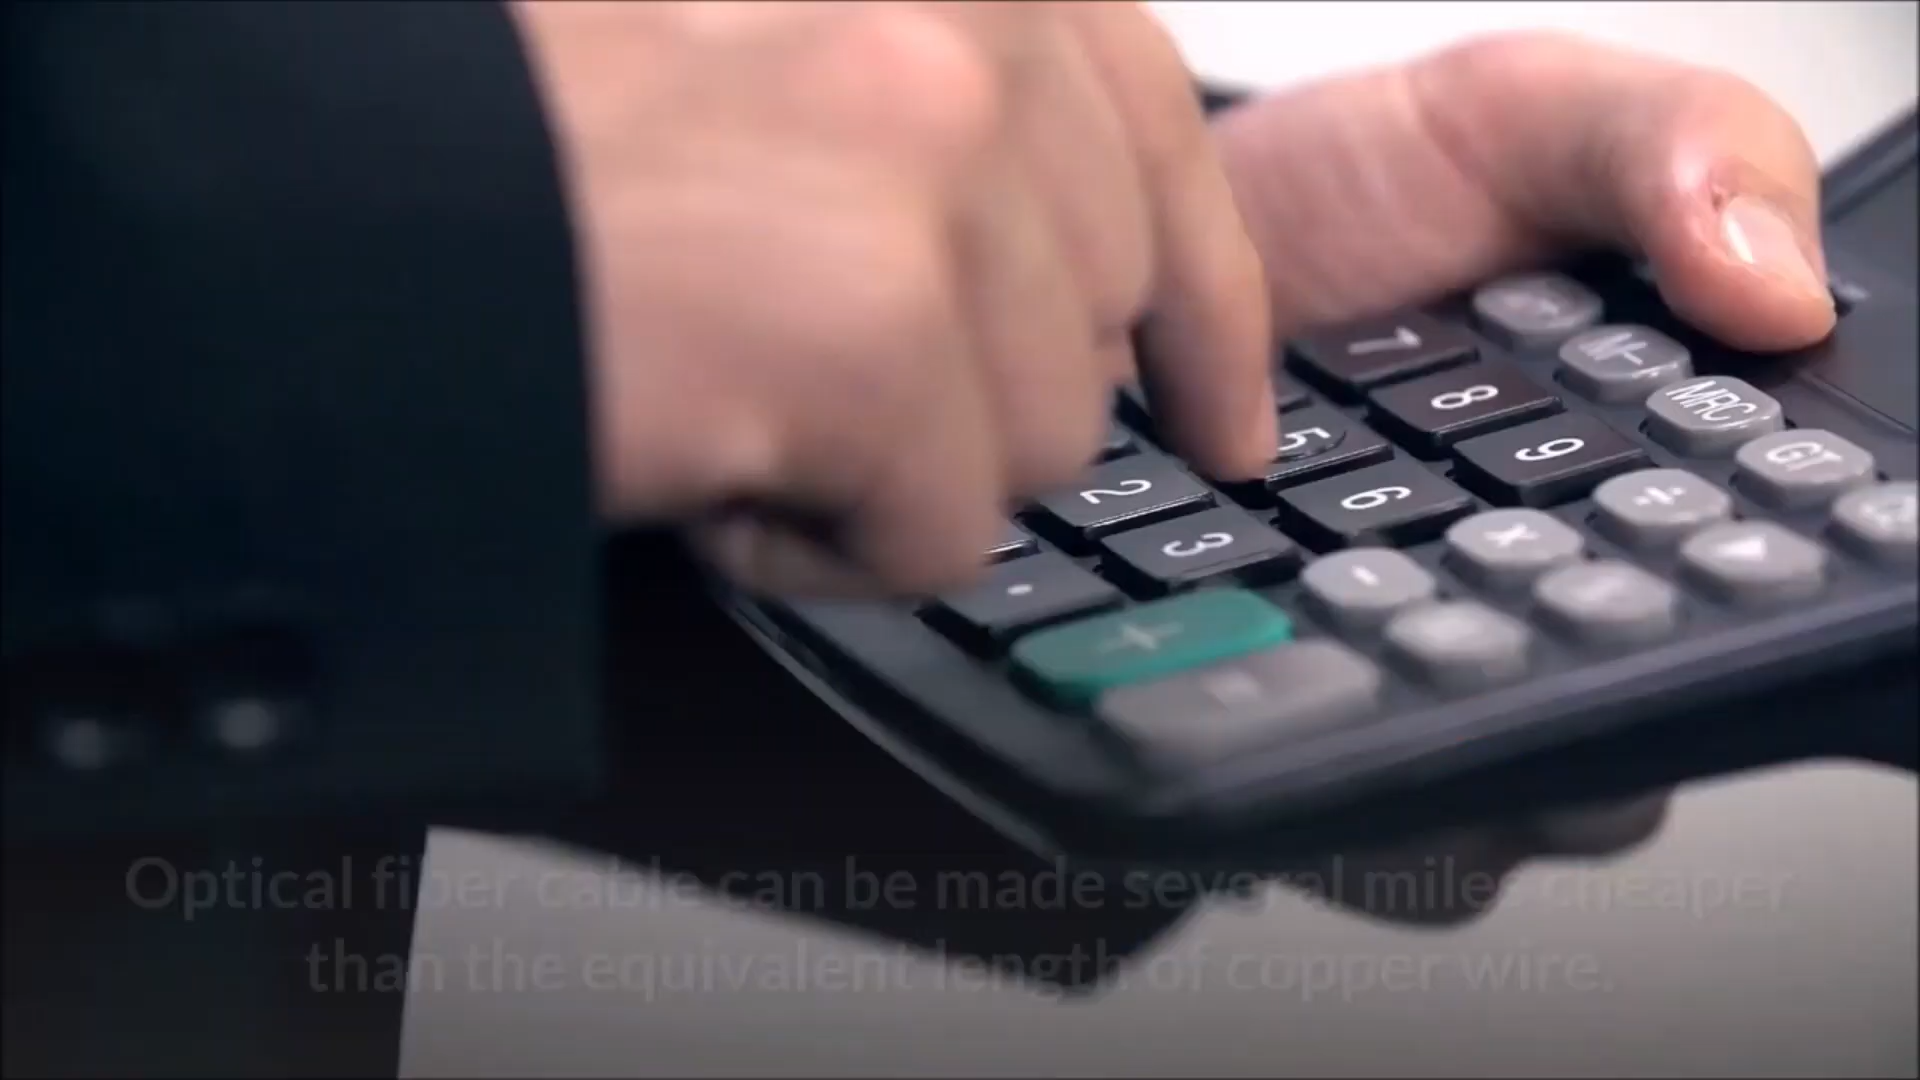 7
8
9
5
6
2
3
M-
MRC
GT
÷
×
-
+
.
Optical fiber cable can be made several miles cheaper
than the equivalent length of copper wire.